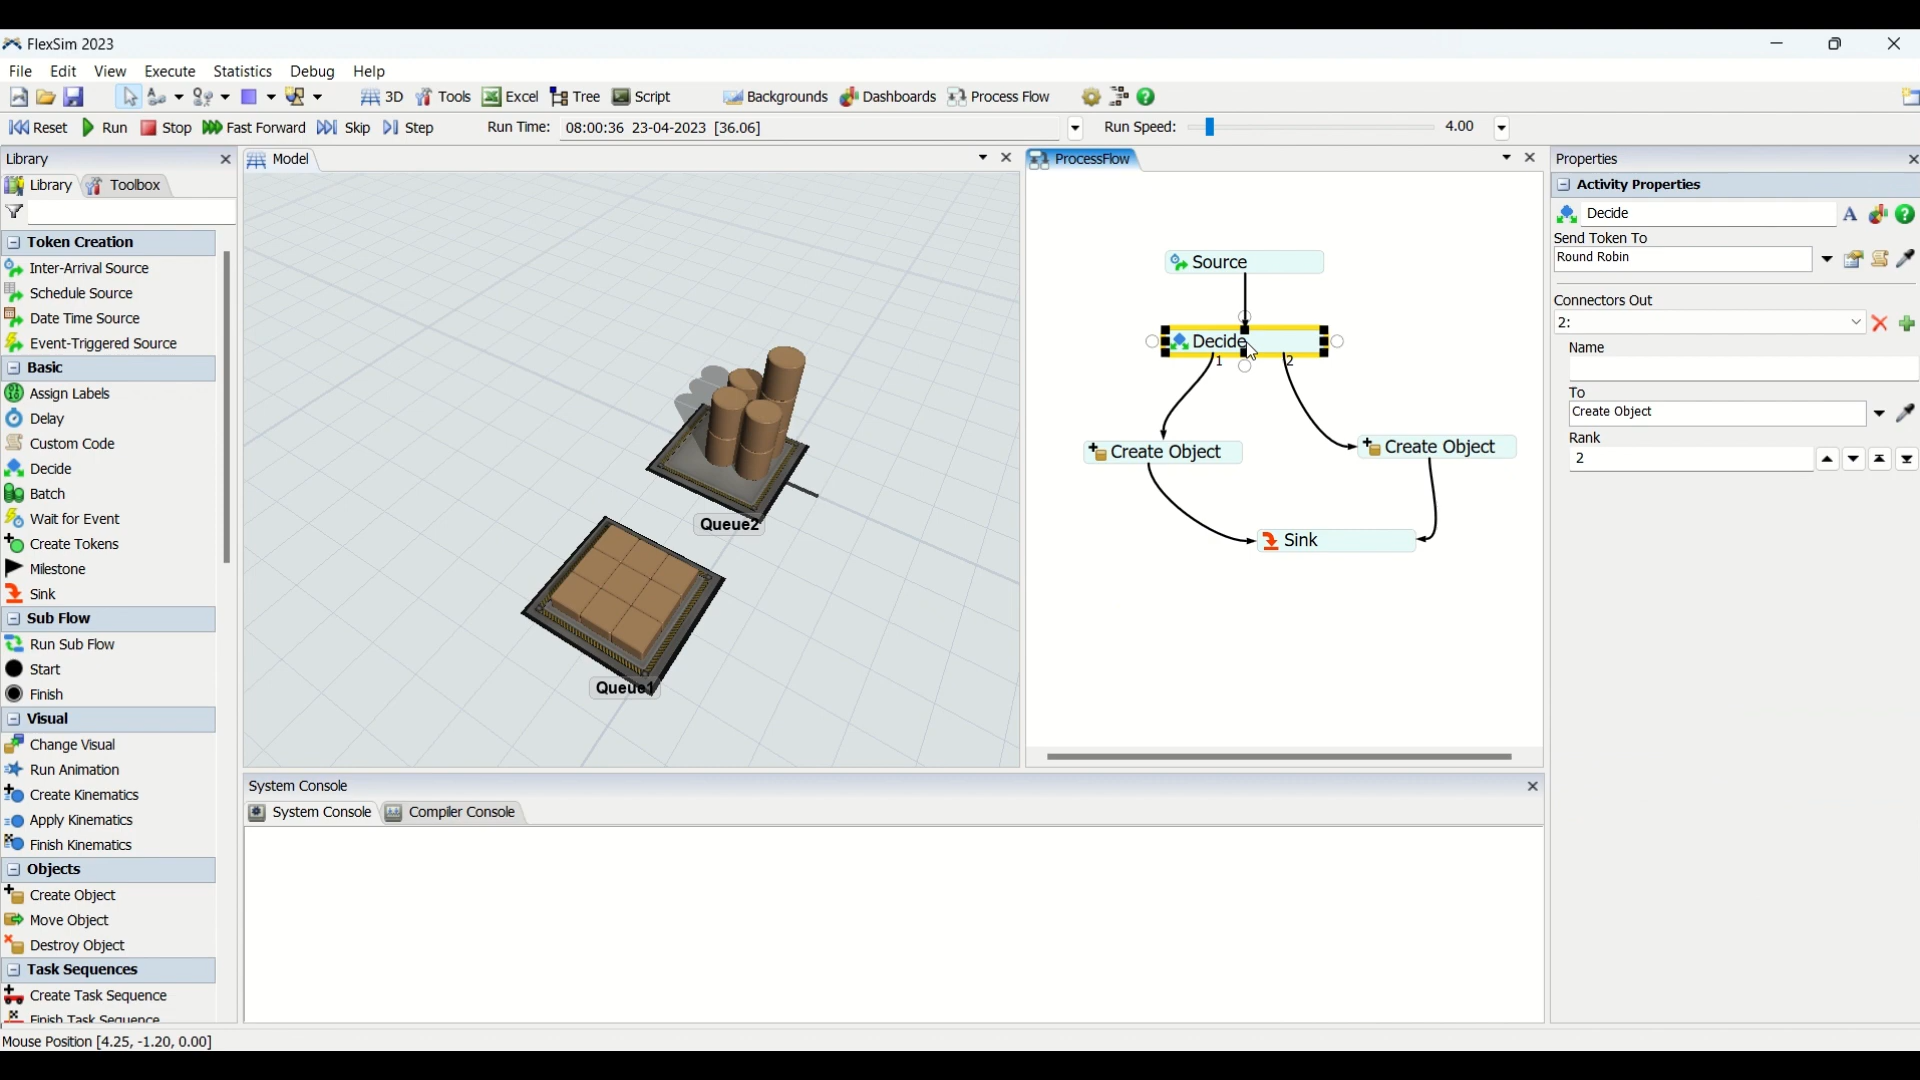 FlexSim 2023
File Edit View Execute Statistics Debug Help
3D Tools Excel Tree Script Backgrounds Dashboards Process Flow
Reset Run Stop Fast Forward Skip Step Run Time: 08:00:36 23-04-2023 [36.06] Run Speed: 4.00
Library
Library Toolbox
Token Creation
Inter-Arrival Source
Schedule Source
Date Time Source
Event-Triggered Source
Basic
Assign Labels
Delay
Custom Code
Decide
Batch
Wait for Event
Create Tokens
Milestone
Sink
Sub Flow
Run Sub Flow
Start
Finish
Visual
Change Visual
Run Animation
Create Kinematics
Apply Kinematics
Finish Kinematics
Objects
Create Object
Move Object
Destroy Object
Task Sequences
Create Task Sequence
Finish Task Sequence
Model
Queue2
Queue1
ProcessFlow
Source
Decide
1 2
Create Object Create Object
Sink
System Console
System Console Compiler Console
Properties
Activity Properties
Decide A
Send Token To
Round Robin
Connectors Out
2:
Name
To
Create Object
Rank
2
Mouse Position [4.25, -1.20, 0.00]